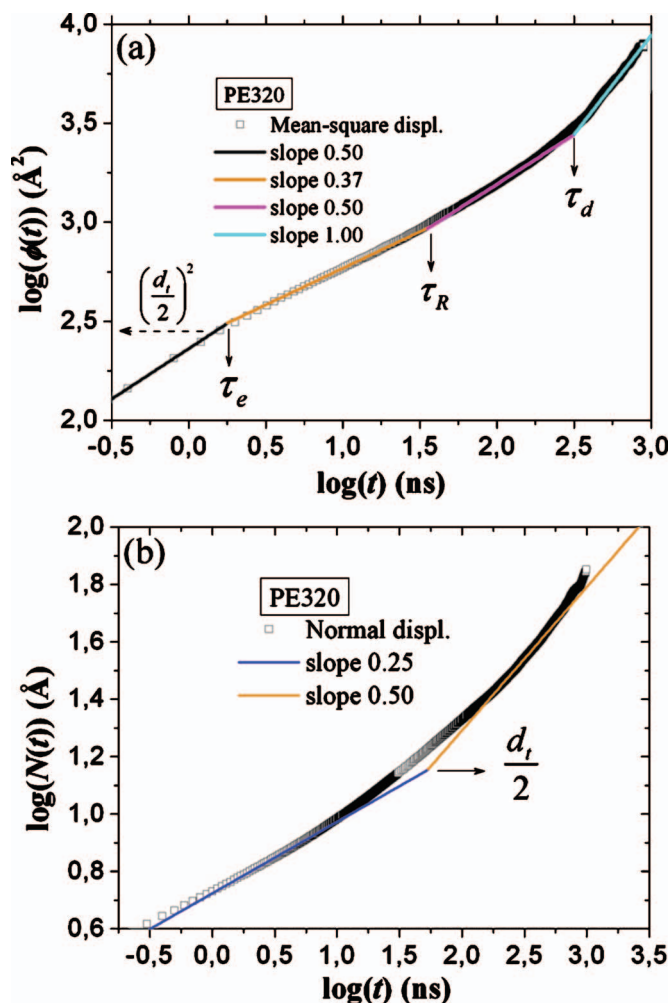 4,0
(a)
PE320
Mean-square displ.
slope 0.50
slope 0.37
slope 0.50
slope 1.00
3,5
3,0
2,5
2,0
log(ϕ(t)) (Å²)
(d_t/2)²
τ_e
τ_R
τ_d
-0,5 0,0 0,5 1,0 1,5 2,0 2,5 3,0
log(t) (ns)
2,0
(b)
PE320
Normal displ.
slope 0.25
slope 0.50
1,8
1,6
1,4
1,2
1,0
0,8
0,6
log(N(t)) (Å)
d_t/2
-0,5 0,0 0,5 1,0 1,5 2,0 2,5 3,0 3,5
log(t) (ns)